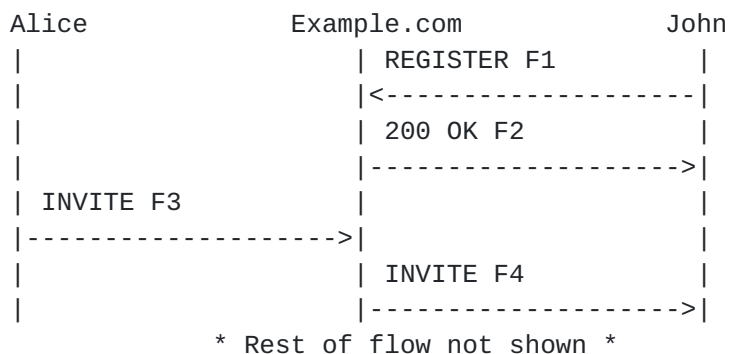 Alice Example.com John
| | REGISTER F1 |
| |<--------------------|
| | 200 OK F2 |
| |-------------------->|
| INVITE F3 | |
|-------------------->| |
| | INVITE F4 |
| |-------------------->|
* Rest of flow not shown *